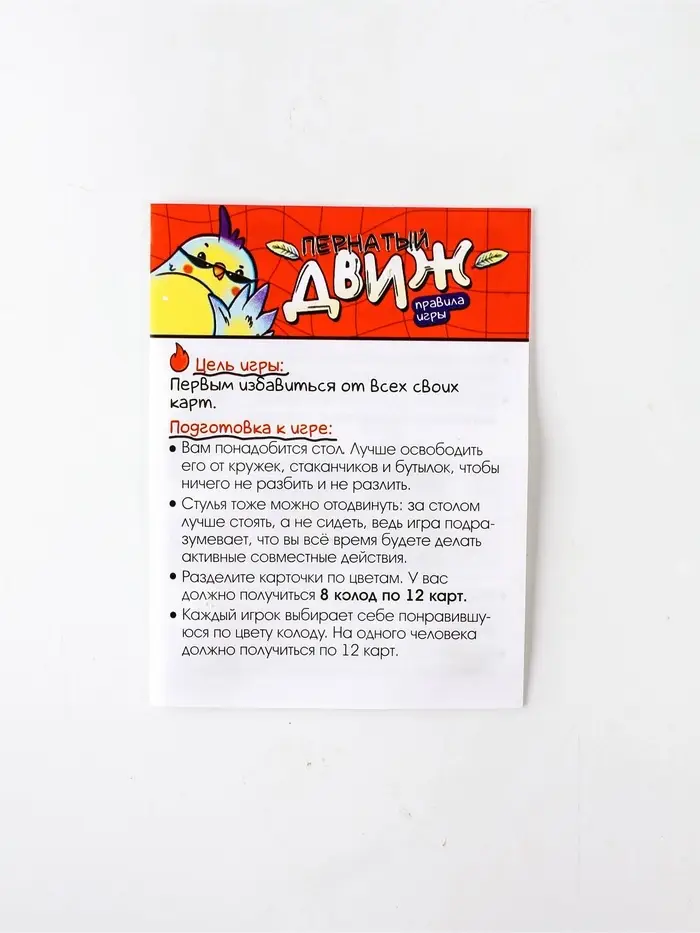 ПЕРНАТЫЙ
ДВИЖ
правила
игры
Цель игры:
Первым избавиться от всех своих
карт.
Подготовка к игре:
• Вам понадобится стол. Лучше освободить
его от кружек, стаканчиков и бутылок, чтобы
ничего не разбить и не разлить.
• Стулья тоже можно отодвинуть: за столом
лучше стоять, а не сидеть, ведь игра подра-
зумевает, что вы всё время будете делать
активные совместные действия.
• Разделите карточки по цветам. У вас
должно получиться 8 колод по 12 карт.
• Каждый игрок выбирает себе понравившу-
юся по цвету колоду. На одного человека
должно получиться по 12 карт.